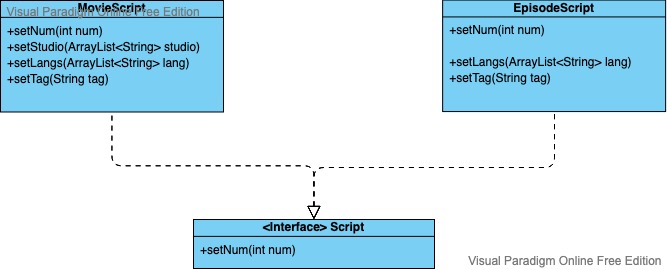 MovieScript
Visual Paradigm Online Free Edition
+setNum(int num)
+setStudio(ArrayList<String> studio)
+setLangs(ArrayList<String> lang)
+setTag(String tag)
EpisodeScript
+setNum(int num)
+setLangs(ArrayList<String> lang)
+setTag(String tag)
<Interface> Script
+setNum(int num)
Visual Paradigm Online Free Edition